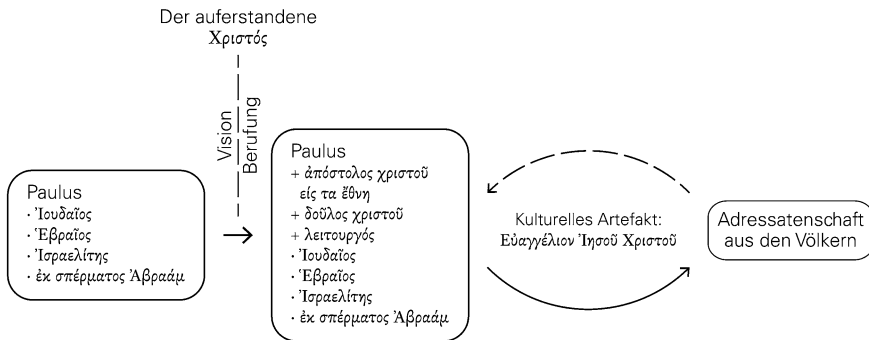 Der auferstandene
Χριστός
Vision
Berufung
Paulus
· Ἰουδαῖος
· Ἑβραῖος
· Ἰσραελίτης
· ἐκ σπέρματος Ἀβραάμ
Paulus
+ ἀπόστολος χριστοῦ
εἰς τα ἔθνη
+ δοῦλος χριστοῦ
+ λειτουργός
· Ἰουδαῖος
· Ἑβραῖος
· Ἰσραελίτης
· ἐκ σπέρματος Ἀβραάμ
Kulturelles Artefakt:
Εὐαγγέλιον Ἰησοῦ Χριστοῦ
Adressatenschaft
aus den Völkern